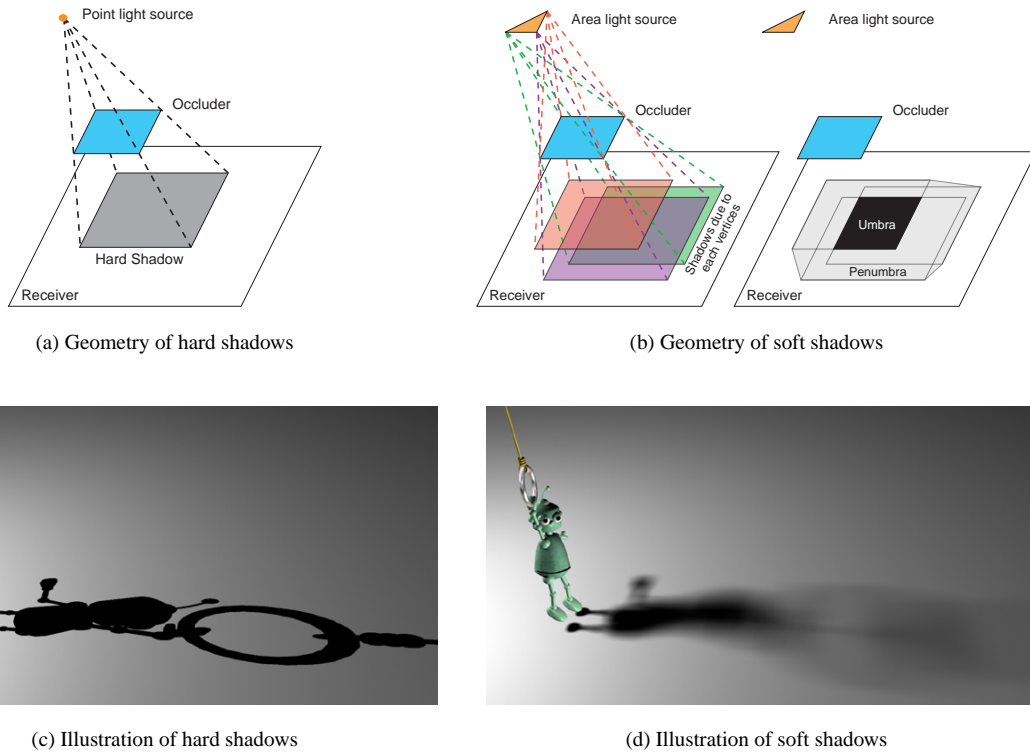 Point light source
Occluder
Hard Shadow
Receiver
(a) Geometry of hard shadows
Area light source
Occluder
Shadows due to
each vertices
Receiver
Area light source
Occluder
Umbra
Penumbra
Receiver
(b) Geometry of soft shadows
(c) Illustration of hard shadows
(d) Illustration of soft shadows